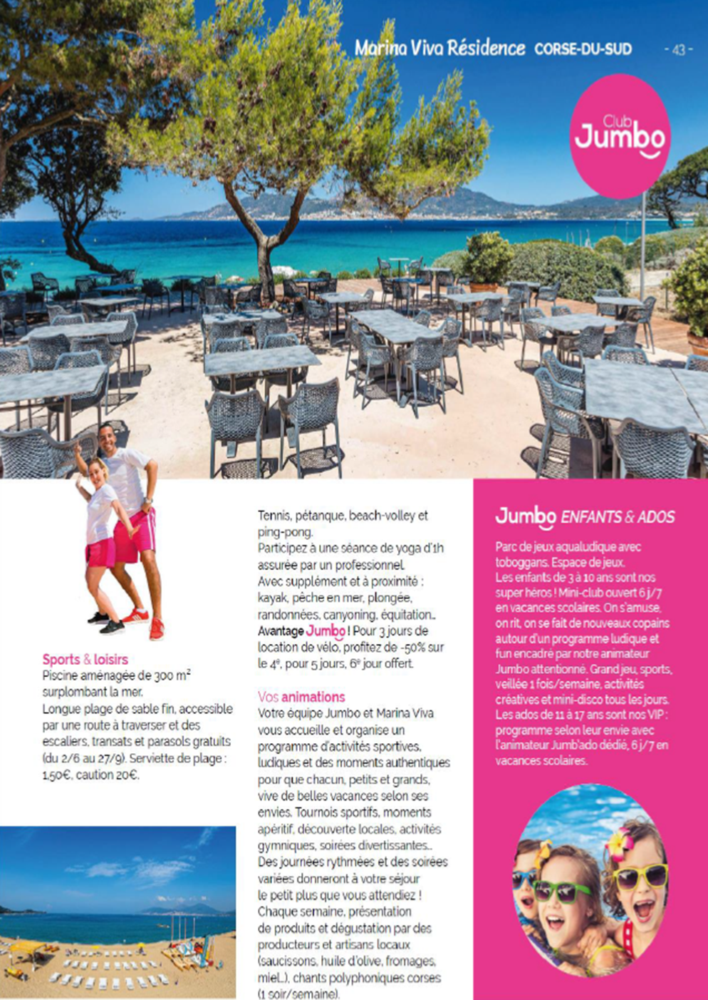 Marina Viva Résidence CORSE-DU-SUD - 43 -
Club
Jumbo
Sports & loisirs
Piscine aménagée de 300 m²
surplombant la mer.
Longue plage de sable fin, accessible
par une route à traverser et des
escaliers, transats et parasols gratuits
(du 2/6 au 27/9). Serviette de plage :
1,50€, caution 20€.
Tennis, pétanque, beach-volley et
ping-pong.
Participez à une séance de yoga d'1h
assurée par un professionnel.
Avec supplément et à proximité :
kayak, pêche en mer, plongée,
randonnées, canyoning, équitation...
Avantage Jumbo ! Pour 3 jours de
location de vélo, profitez de -50% sur
le 4e, pour 5 jours, 6e jour offert.
Vos animations
Votre équipe Jumbo et Marina Viva
vous accueille et organise un
programme d'activités sportives,
ludiques et des moments authentiques
pour que chacun, petits et grands,
vive de belles vacances selon ses
envies. Tournois sportifs, moments
apéritif, découverte locales, activités
gymniques, soirées divertissantes...
Des journées rythmées et des soirées
variées donneront à votre séjour
le petit plus que vous attendiez !
Chaque semaine, présentation
de produits et dégustation par des
producteurs et artisans locaux
(saucissons, huile d'olive, fromages,
miel...), chants polyphoniques corses
(1 soir/semaine).
Jumbo ENFANTS & ADOS
Parc de jeux aqualudique avec
toboggans. Espace de jeux.
Les enfants de 3 à 10 ans sont nos
super héros ! Mini-club ouvert 6 j/7
en vacances scolaires. On s'amuse,
on rit, on se fait de nouveaux copains
autour d'un programme ludique et
fun encadré par notre animateur
Jumbo attentionné. Grand jeu, sports,
veillée 1 fois/semaine, activités
créatives et mini-disco tous les jours.
Les ados de 11 à 17 ans sont nos VIP :
programme selon leur envie avec
l'animateur Jumb'ado dédié, 6 j/7 en
vacances scolaires.